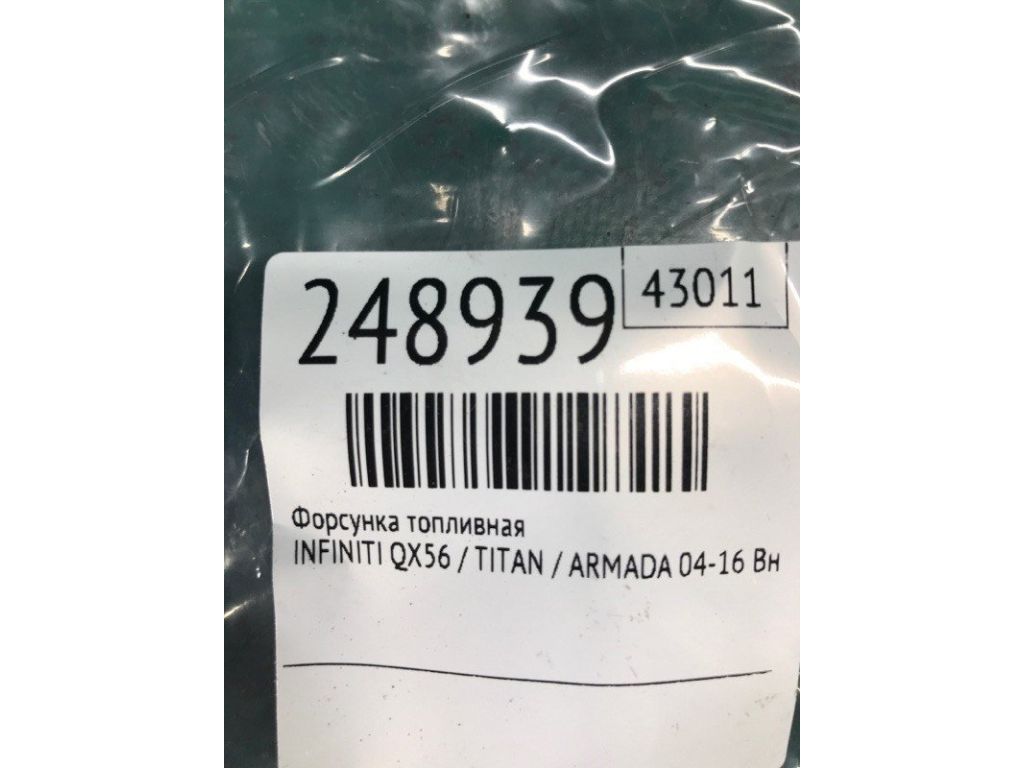 248939
43011
Форсунка топливная
INFINITI QX56 / TITAN / ARMADA 04-16 Вн